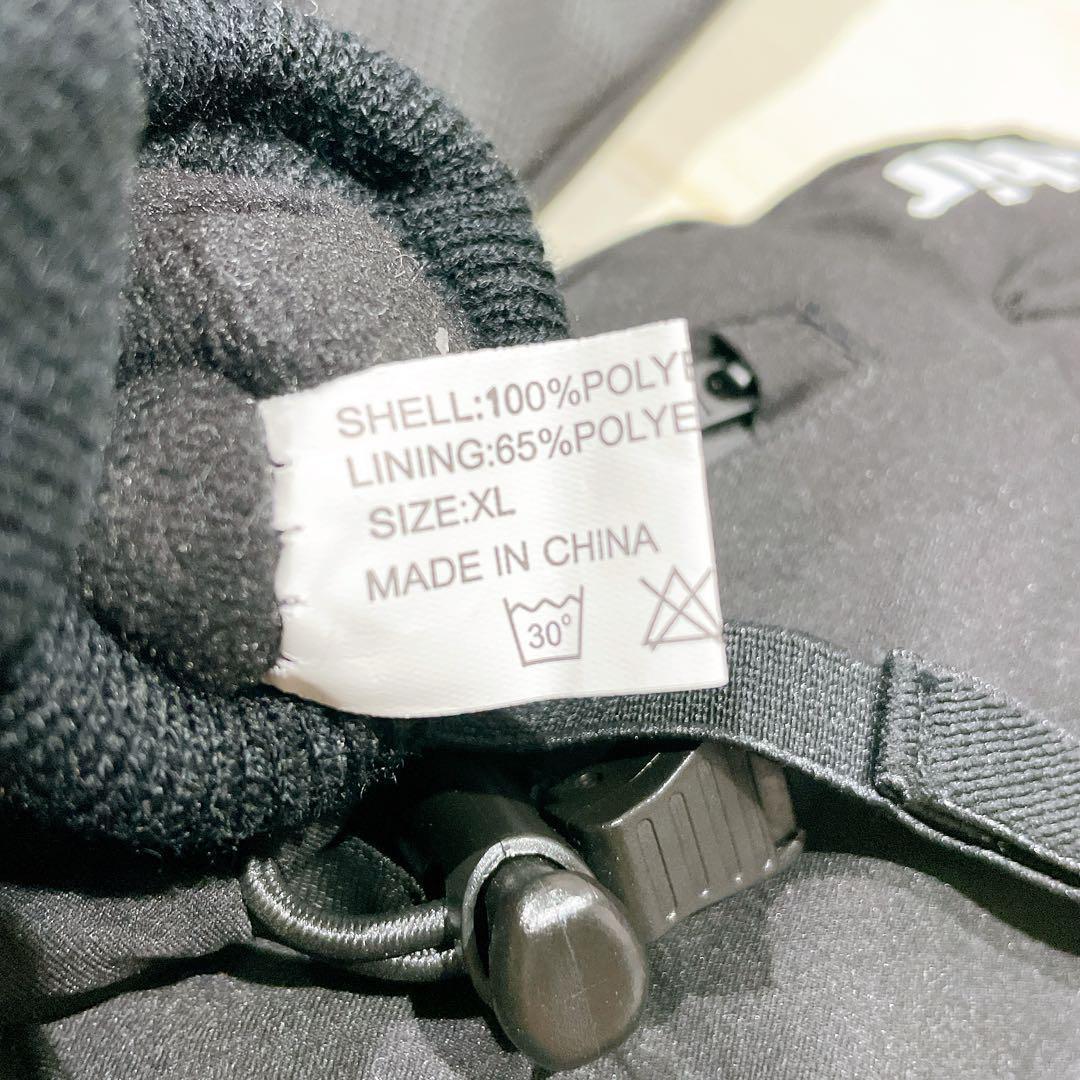 SHELL:100%POLYE
LINING:65%POLYE
SIZE:XL
MADE IN CHINA
30°